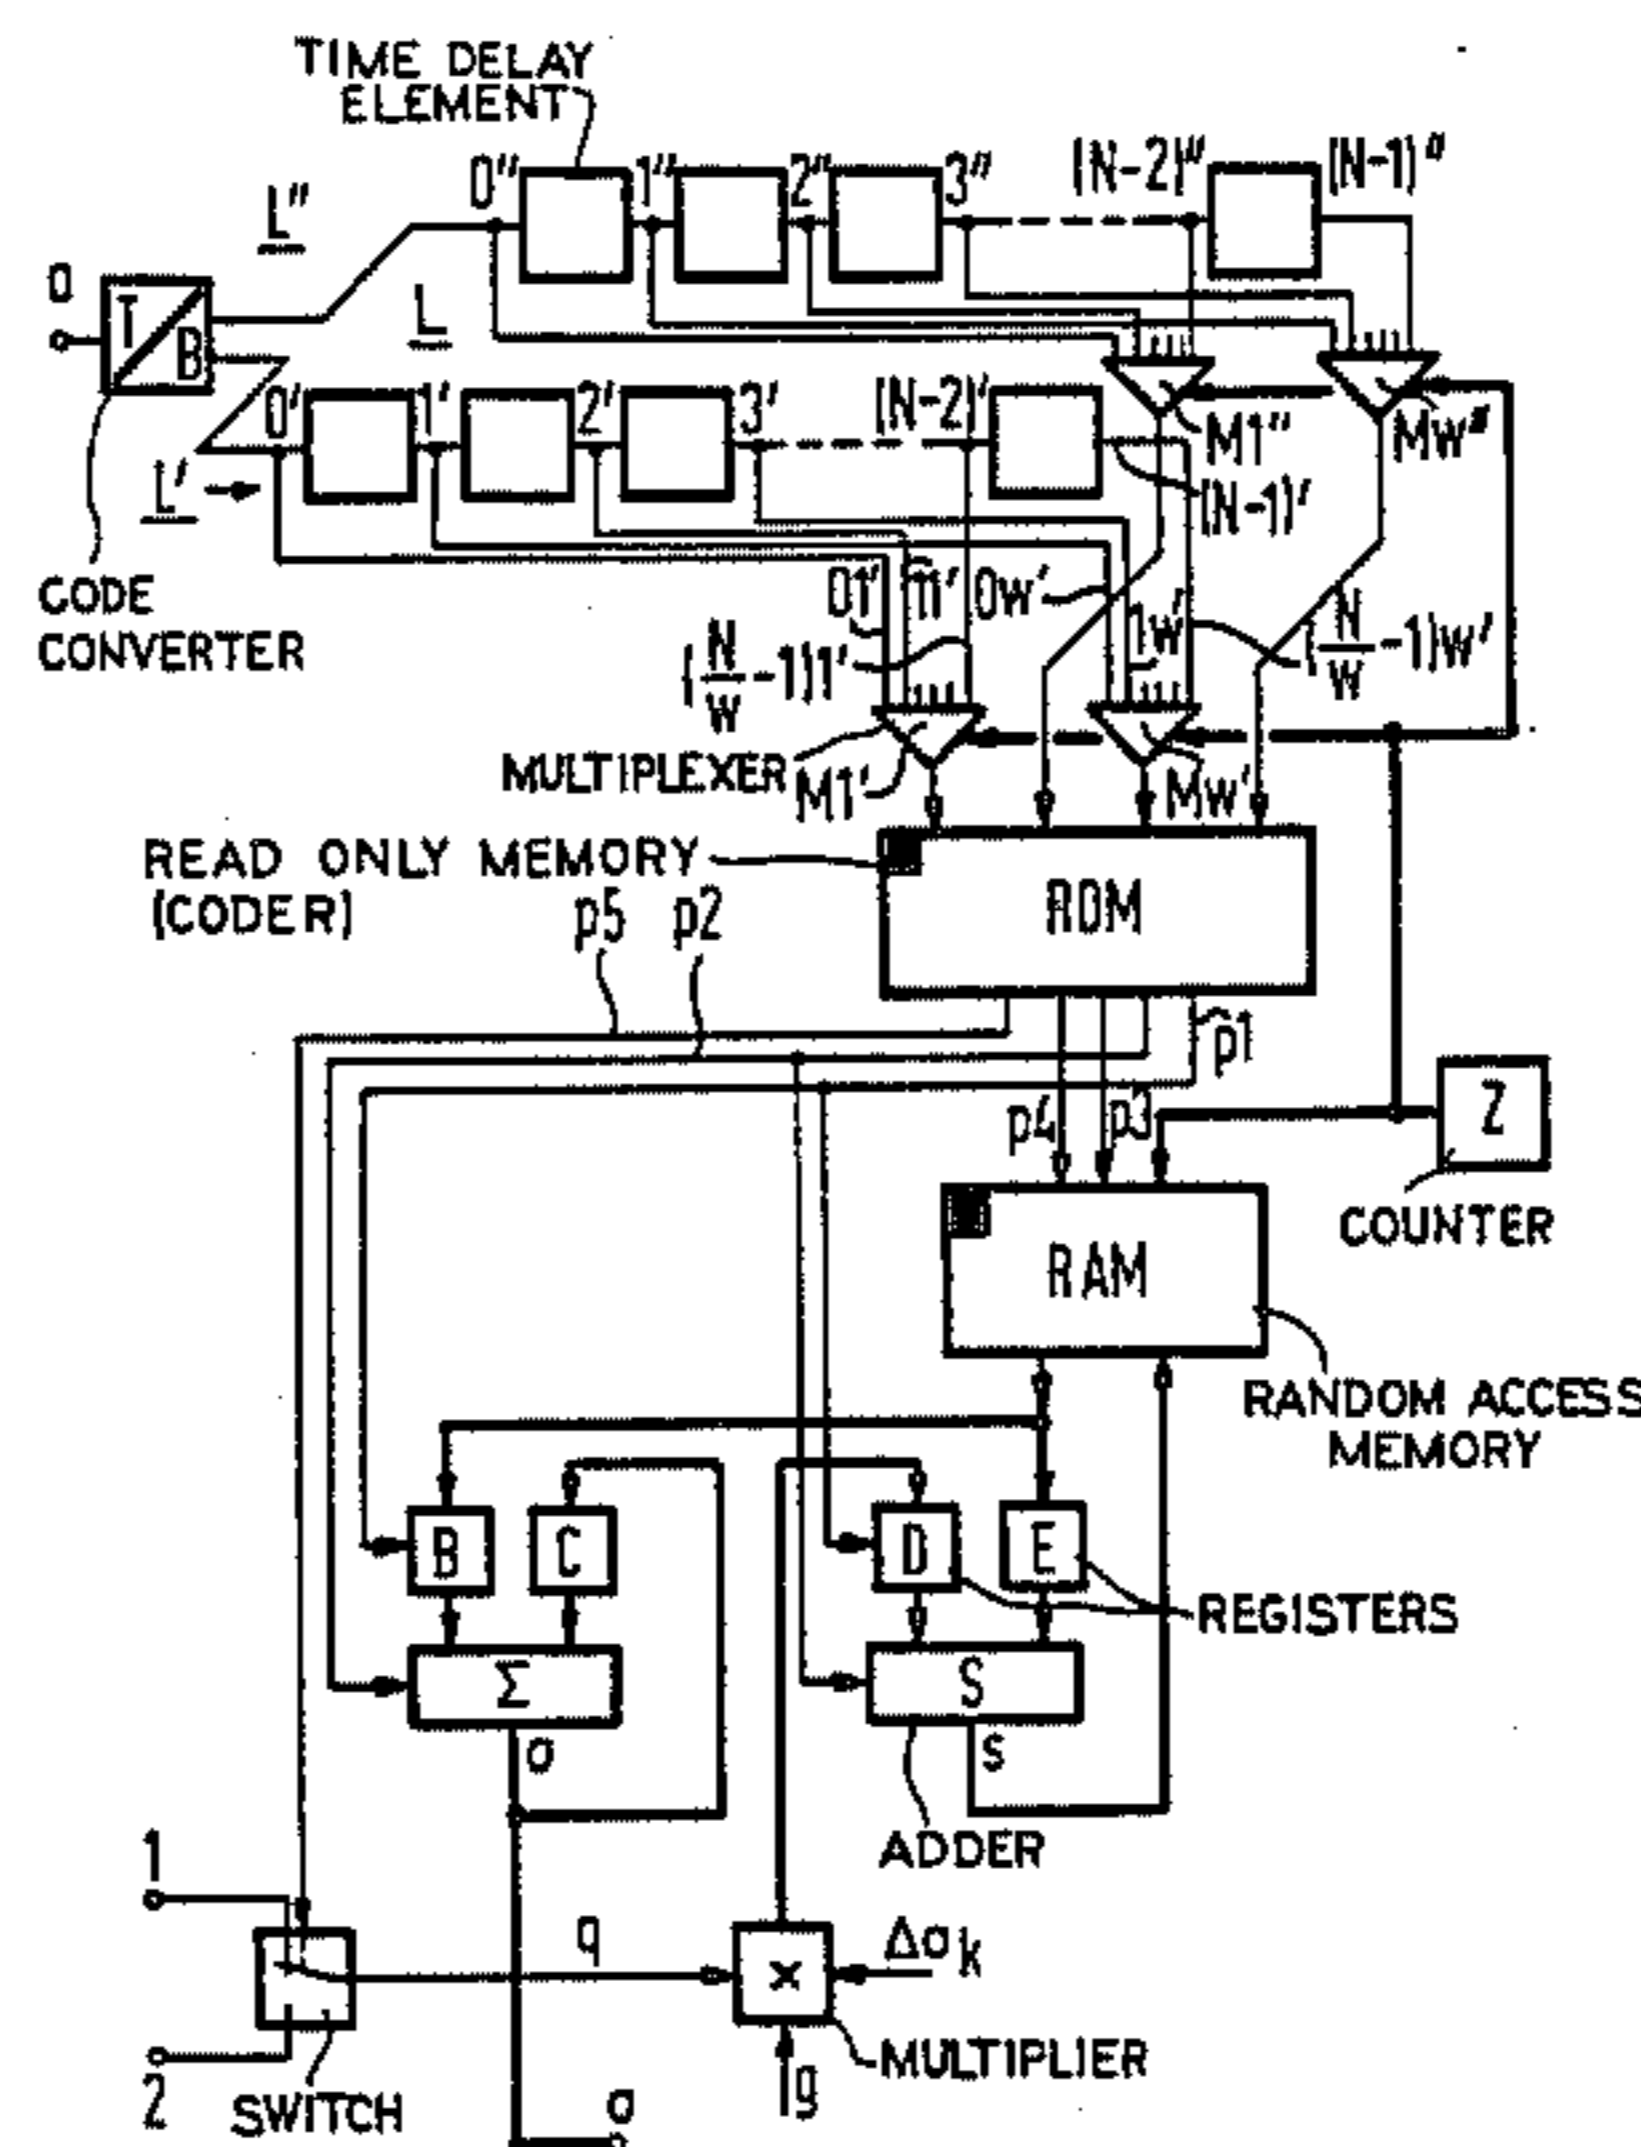 TIME DELAY
ELEMENT
L"
0" 1" 2" 3" (N-2)" (N-1)"
0
T
B
L
0' 1' 2' 3' (N-2)'
M1" Mw"
L'
(N-1)'
CODE
CONVERTER
01' 11' 0w' 1w'
(N/W-1)1' (N/W-1)w'
MULTIPLEXER M1' Mw'
READ ONLY MEMORY
(CODER)
ROM
p5 p2
p1
p4 p3
Z
COUNTER
RAM
RANDOM ACCESS
MEMORY
B C D E
REGISTERS
Σ S
a s
ADDER
1
q
x
Δak
2
SWITCH
MULTIPLIER
g
a